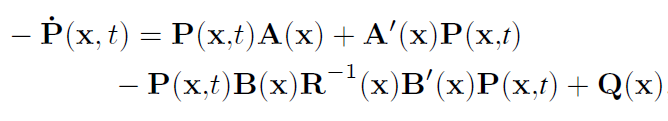 − Ṗ(x, t) = P(x,t)A(x) + A′(x)P(x,t)
− P(x,t)B(x)R⁻¹(x)B′(x)P(x,t) + Q(x)